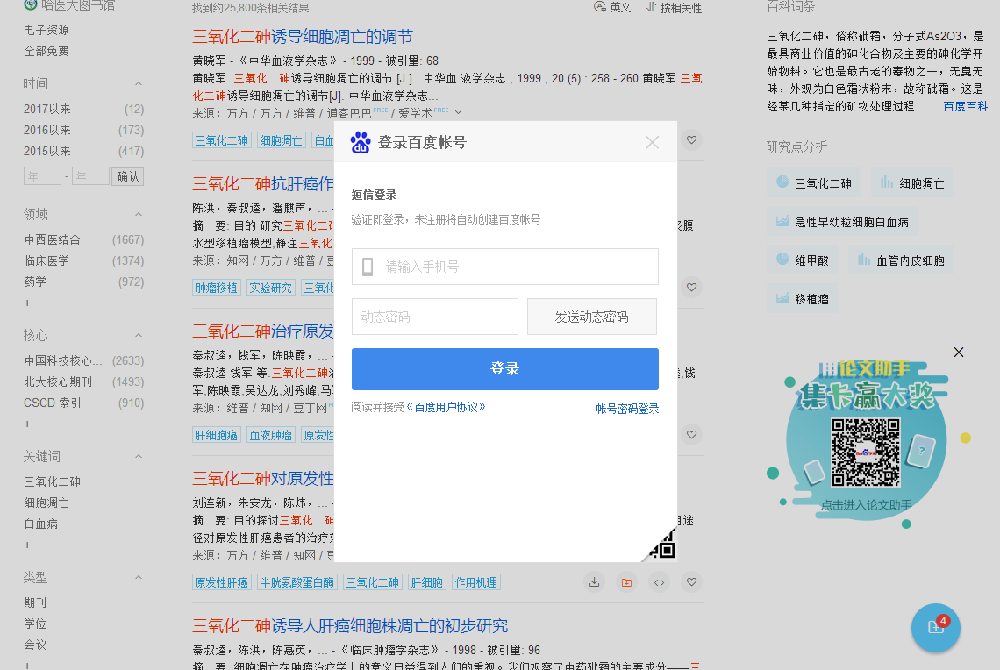 哈医大图书馆
电子资源
全部免费
时间
2017以来 (12)
2016以来 (173)
2015以来 (417)
年 - 年 确认
领域
中西医结合 (1667)
临床医学 (1374)
药学 (972)
+
核心
中国科技核心... (2633)
北大核心期刊 (1493)
CSCD 索引 (910)
+
关键词
三氧化二砷
细胞凋亡
白血病
+
类型
期刊
学位
会议
+
找到约25,800条相关结果
英文 按相关性
三氧化二砷诱导细胞凋亡的调节
黄晓军 - 《中华血液学杂志》 - 1999 - 被引量: 68
黄晓军. 三氧化二砷诱导细胞凋亡的调节 [J ] . 中华血 液学杂志 , 1999 , 20 (5) : 258 - 260.黄晓军.三氧
化二砷诱导细胞凋亡的调节[J]. 中华血液学杂志...
来源：万方 / 万方 / 维普 / 道客巴巴FREE / 爱学术FREE
三氧化二砷 细胞凋亡 白血
三氧化二砷抗肝癌作
陈洪，秦叔逵，潘麒声，... -
摘 要: 目的 研究三氧化二
水型移植瘤模型,静注三氧化
来源：知网 / 万方 / 维普 / 豆
肿瘤移植 实验研究 三氧化
三氧化二砷治疗原发
秦叔逵，钱军，陈映霞，... -
秦叔逵 钱军 等.三氧化二砷
,钱
军,陈映霞,吴达龙,刘秀峰,马
来源：维普 / 知网 / 豆丁网
肝细胞癌 血液肿瘤 原发性
三氧化二砷对原发性
刘连新，朱安龙，陈炜，... -
摘 要: 目的探讨三氧化二
用途
径对原发性肝癌患者的治疗
来源：万方 / 维普 / 知网 / 豆
原发性肝癌 半胱氨酸蛋白酶 三氧化二砷 肝细胞 作用机理
三氧化二砷诱导人肝癌细胞株凋亡的初步研究
秦叔逵，陈洪，陈惠英，... - 《临床肿瘤学杂志》 - 1998 - 被引量: 96
摘 要: 细胞凋亡在肿瘤治疗学上的意义日益得到人们的重视。我们观察了中药砒霜的主要成分——三
登录百度帐号
短信登录
验证即登录，未注册将自动创建百度帐号
请输入手机号
动态密码 发送动态密码
登录
阅读并接受《百度用户协议》 帐号密码登录
百科词条
三氧化二砷，俗称砒霜，分子式As2O3，是
最具商业价值的砷化合物及主要的砷化学开
始物料。它也是最古老的毒物之一，无臭无
味，外观为白色霜状粉末，故称砒霜。这是
经某几种指定的矿物处理过程... 百度百科
研究点分析
三氧化二砷 细胞凋亡
急性早幼粒细胞白血病
维甲酸 血管内皮细胞
移植瘤
论文助手
集卡赢大奖
点击进入论文助手
4